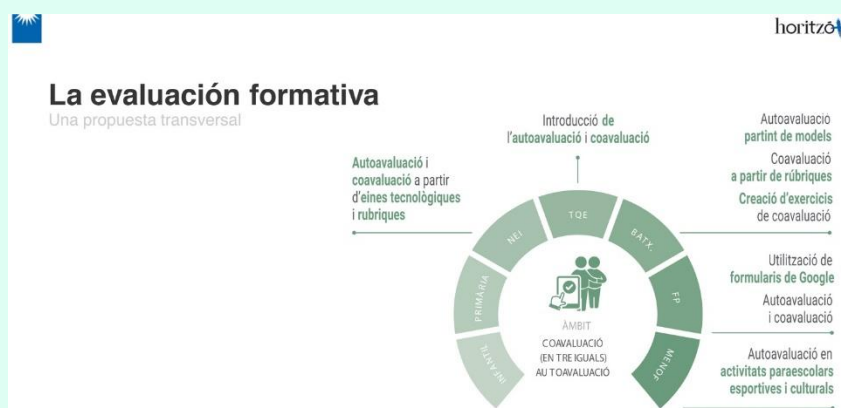 horitzó
La evaluación formativa
Una propuesta transversal
Autoavaluació i
coavaluació a partir
d'eines tecnològiques
i rubriques
Introducció de
l'autoavaluació i coavaluació
Autoavaluació
partint de models
Coavaluació
a partir de rúbriques
Creació d'exercicis
de coavaluació
Utilització de
formularis de Google
Autoavaluació
i coavaluació
Autoavaluació en
activitats paraescolars
esportives i culturals
INFANTIL
PRIMÀRIA
NEI
TQE
BATX.
FP
MENOF
ÀMBIT
COAVALUACIÓ
(EN TRE IGUALS)
AU TOAVALUACIÓ